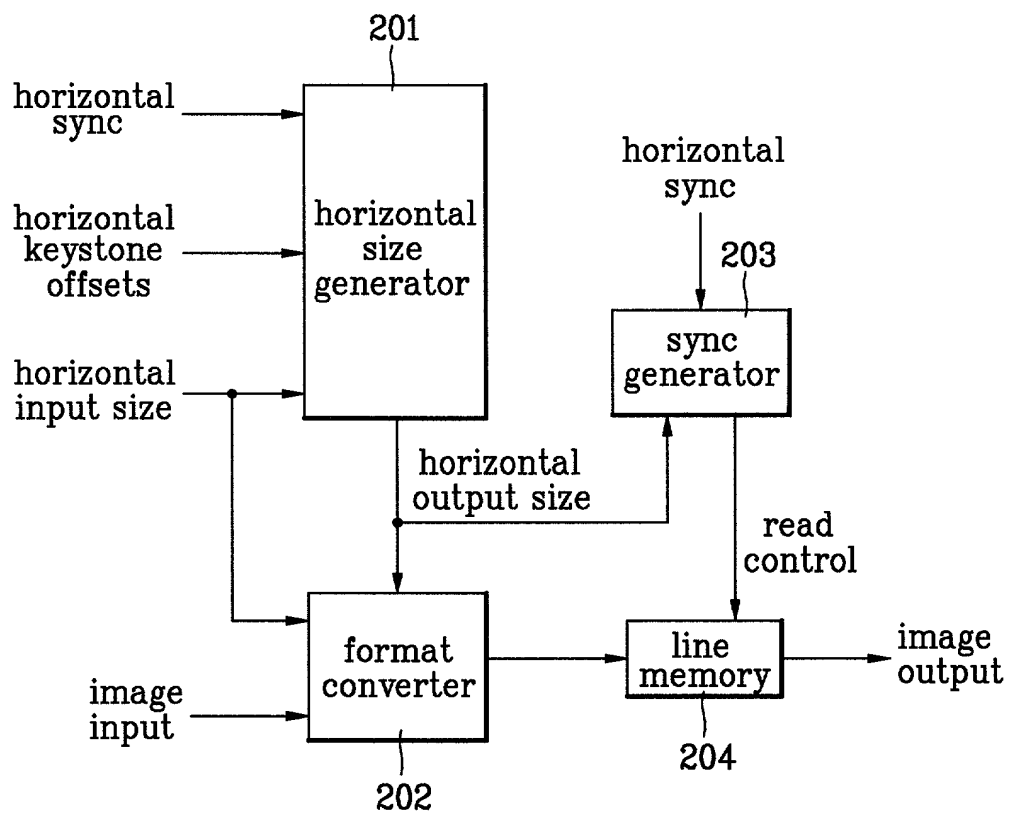 201
horizontal
sync
horizontal
keystone
offsets
horizontal
input size
horizontal
size
generator
horizontal
sync
203
sync
generator
horizontal
output size
read
control
image
input
format
converter
202
line
memory
204
image
output